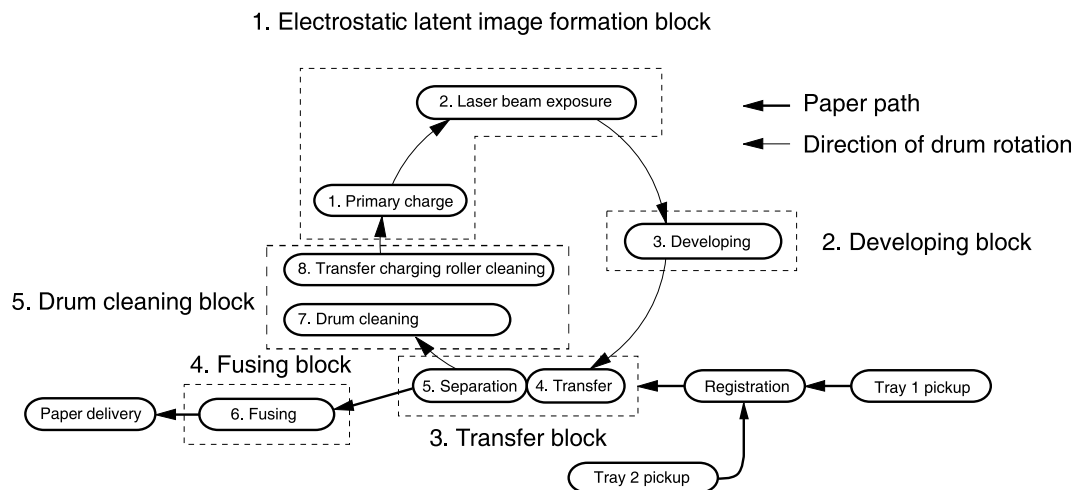 1. Electrostatic latent image formation block
2. Laser beam exposure
Paper path
Direction of drum rotation
1. Primary charge
3. Developing
2. Developing block
8. Transfer charging roller cleaning
5. Drum cleaning block
7. Drum cleaning
4. Fusing block
5. Separation
4. Transfer
Registration
Tray 1 pickup
Paper delivery
6. Fusing
3. Transfer block
Tray 2 pickup